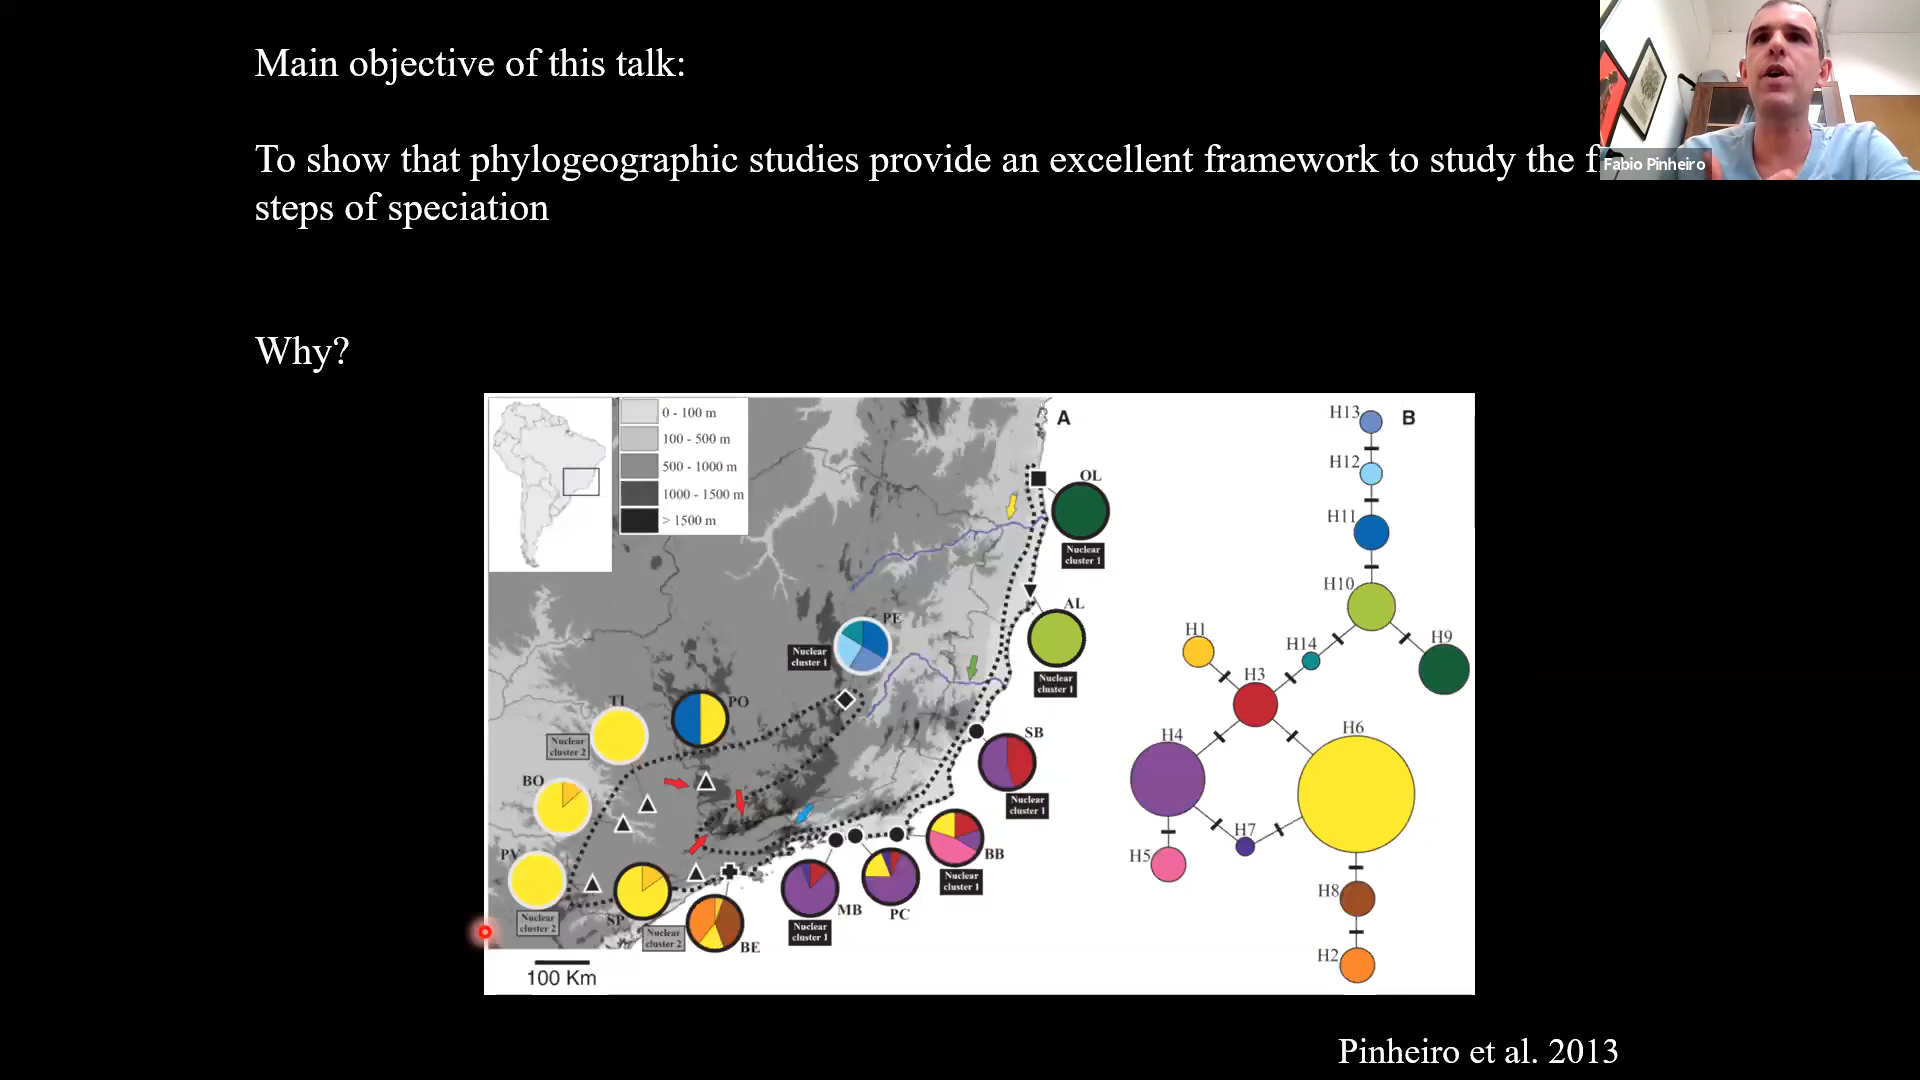 Main objective of this talk:
To show that phylogeographic studies provide an excellent framework to study the f
steps of speciation
Fabio Pinheiro
Why?
0 - 100 m
100 - 500 m
500 - 1000 m
1000 - 1500 m
> 1500 m
A
OL
Nuclear
cluster 1
AL
Nuclear
cluster 1
PE
Nuclear
cluster 1
TI
PO
Nuclear
cluster 2
BO
SB
Nuclear
cluster 1
BB
Nuclear
cluster 1
PV
Nuclear
cluster 2
SP
Nuclear
cluster 2
BE
MB
Nuclear
cluster 1
PC
100 Km
B
H13
H12
H11
H10
H9
H1
H14
H3
H4
H6
H7
H5
H8
H2
Pinheiro et al. 2013